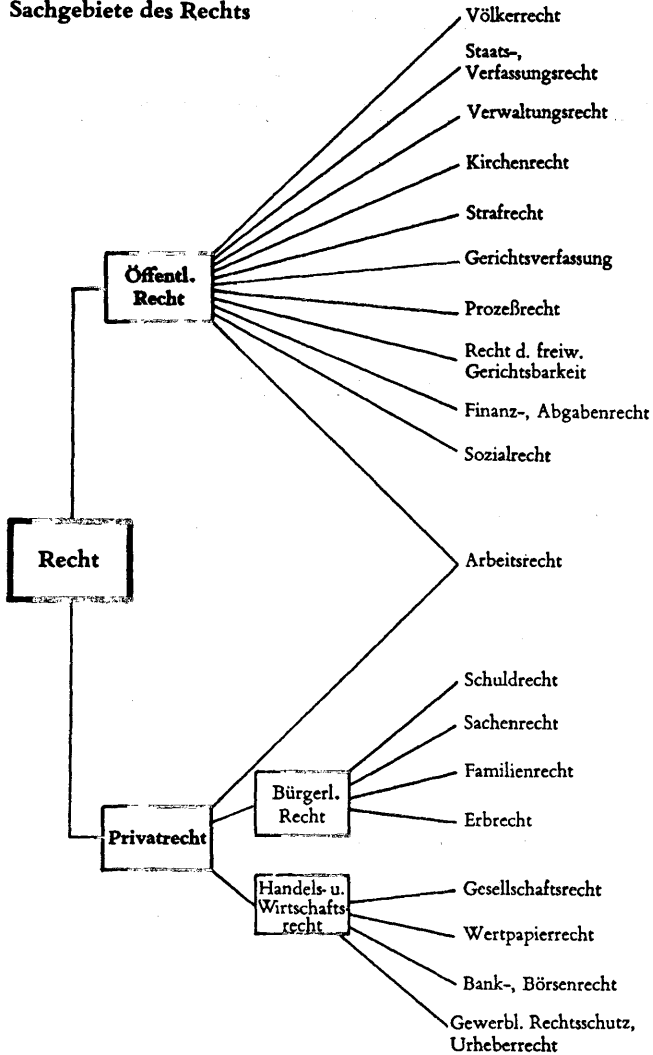 Sachgebiete des Rechts
Völkerrecht
Staats-,
Verfassungsrecht
Verwaltungsrecht
Kirchenrecht
Strafrecht
Gerichtsverfassung
Öffentl.
Recht
Prozeßrecht
Recht d. freiw.
Gerichtsbarkeit
Finanz-, Abgabenrecht
Sozialrecht
Recht
Arbeitsrecht
Schuldrecht
Sachenrecht
Familienrecht
Erbrecht
Bürgerl.
Recht
Privatrecht
Handels- u.
Wirtschafts-
recht
Gesellschaftsrecht
Wertpapierrecht
Bank-, Börsenrecht
Gewerbl. Rechtsschutz,
Urheberrecht